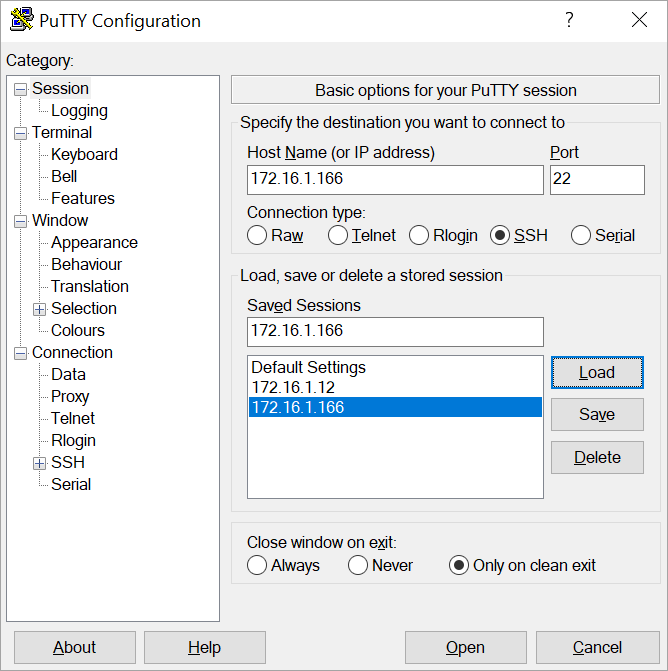 PuTTY Configuration
?
Category:
Session
Logging
Terminal
Keyboard
Bell
Features
Window
Appearance
Behaviour
Translation
Selection
Colours
Connection
Data
Proxy
Telnet
Rlogin
SSH
Serial
Basic options for your PuTTY session
Specify the destination you want to connect to
Host Name (or IP address) Port
172.16.1.166 22
Connection type:
Raw Telnet Rlogin SSH Serial
Load, save or delete a stored session
Saved Sessions
172.16.1.166
Default Settings
172.16.1.12
172.16.1.166
Load
Save
Delete
Close window on exit:
Always Never Only on clean exit
About Help Open Cancel